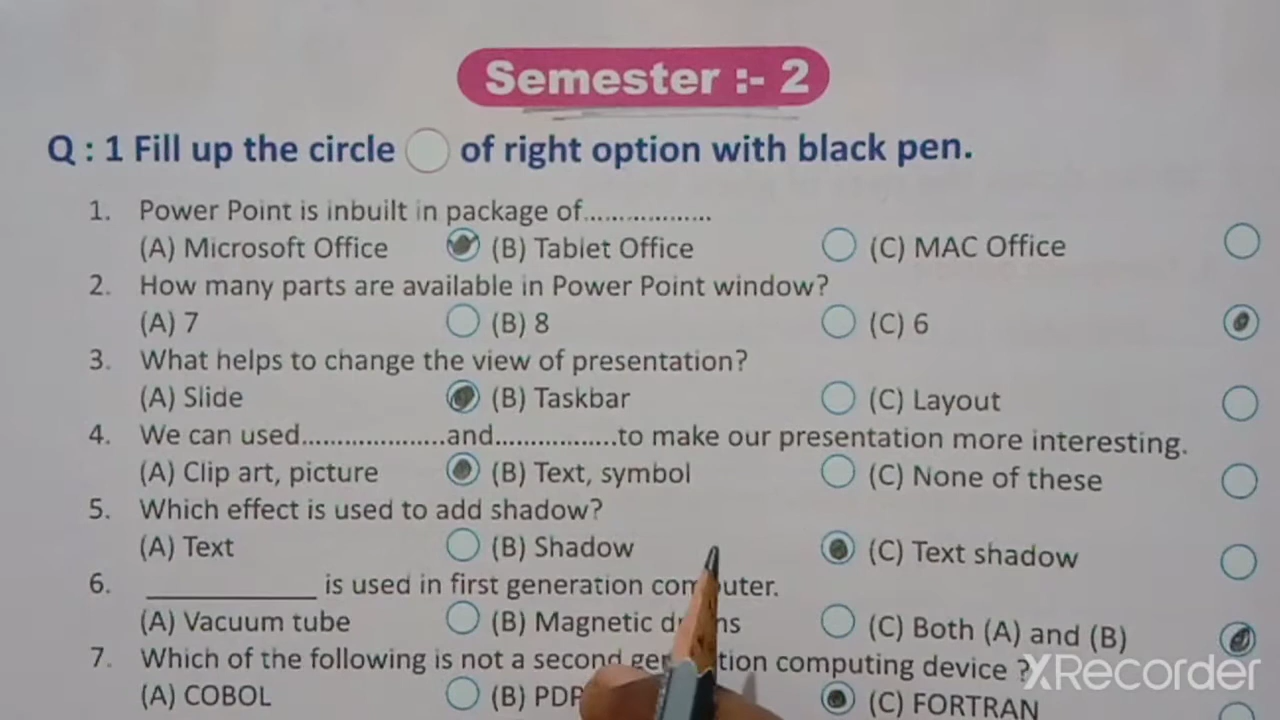 Semester :- 2
Q : 1 Fill up the circle of right option with black pen.
1. Power Point is inbuilt in package of..................
(A) Microsoft Office (B) Tablet Office (C) MAC Office
2. How many parts are available in Power Point window?
(A) 7 (B) 8 (C) 6
3. What helps to change the view of presentation?
(A) Slide (B) Taskbar (C) Layout
4. We can used....................and.................to make our presentation more interesting.
(A) Clip art, picture (B) Text, symbol (C) None of these
5. Which effect is used to add shadow?
(A) Text (B) Shadow (C) Text shadow
6. ____________ is used in first generation computer.
(A) Vacuum tube (B) Magnetic (C) Both (A) and (B)
7. Which of the following is not a second generation computing device ?
(A) COBOL (B) (C) FORTRAN
XRecorder